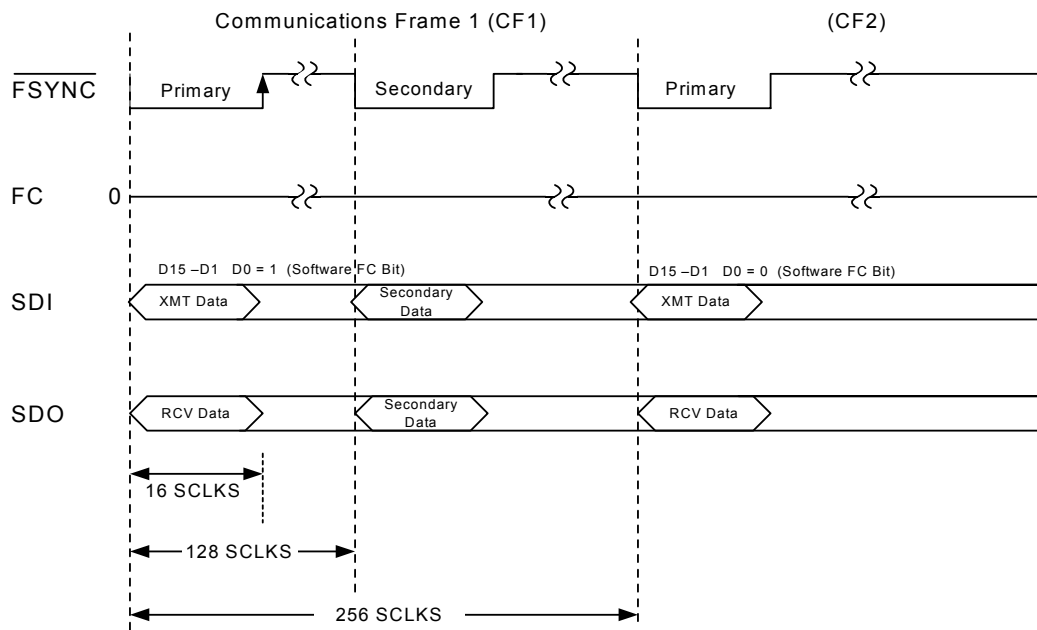 Communications Frame 1 (CF1)
(CF2)
FSYNC
Primary
Secondary
Primary
FC
0
D15 –D1 D0 = 1 (Software FC Bit)
D15 –D1 D0 = 0 (Software FC Bit)
SDI
XMT Data
Secondary
Data
XMT Data
SDO
RCV Data
Secondary
Data
RCV Data
16 SCLKS
128 SCLKS
256 SCLKS